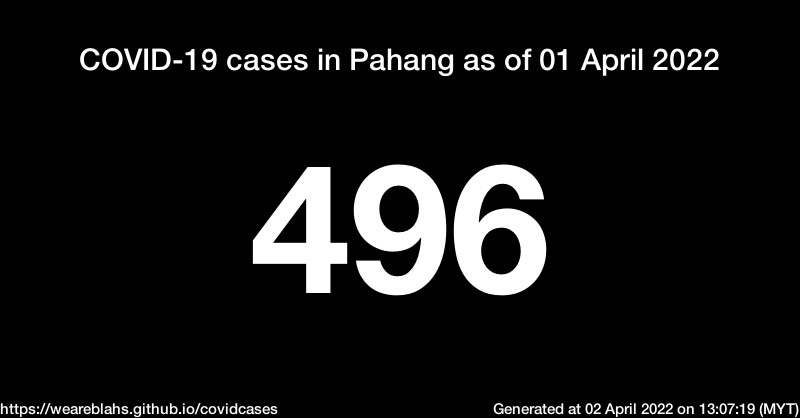 COVID-19 cases in Pahang as of 01 April 2022
496
https://weareblahs.github.io/covidcases
Generated at 02 April 2022 on 13:07:19 (MYT)